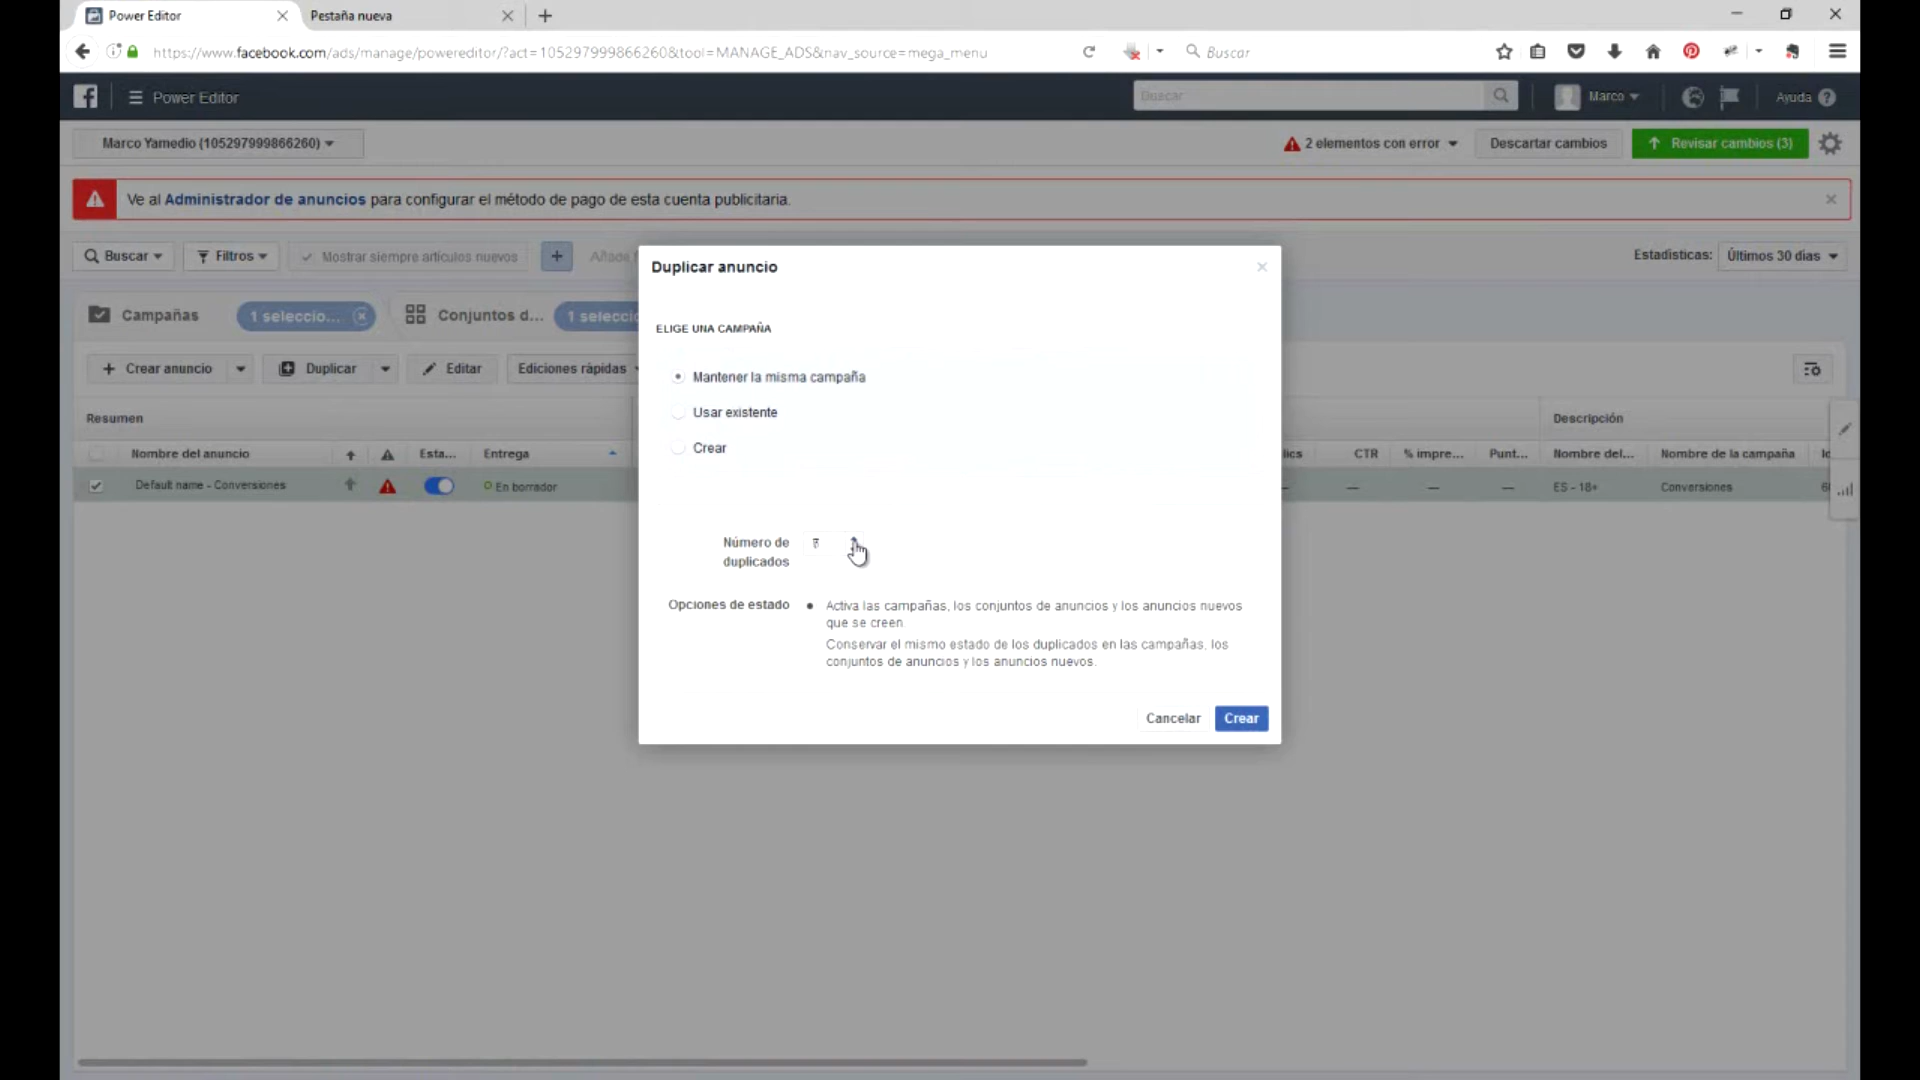 Power Editor
Pestaña nueva
https://www.facebook.com/ads/manage/powereditor/?act=105297999866260&tool=MANAGE_ADS&nav_source=mega_menu
Buscar
Power Editor
Buscar
Marco
Ayuda
Marco Yamedio (105297999866260)
2 elementos con error
Descartar cambios
Revisar cambios (3)
Ve al Administrador de anuncios para configurar el método de pago de esta cuenta publicitaria.
Buscar
Filtros
Mostrar siempre artículos nuevos
Estadísticas:
Últimos 30 días
Campañas
1 seleccio...
Conjuntos d...
Crear anuncio
Duplicar
Editar
Ediciones rápidas
Resumen
Descripción
Nombre del anuncio
Esta...
Entrega
CTR
% impre...
Punt...
Nombre del...
Nombre de la campaña
Default name - Conversiones
En borrador
ES - 18+
Conversiones
Duplicar anuncio
ELIGE UNA CAMPAÑA
Mantener la misma campaña
Usar existente
Crear
Número de
duplicados
Opciones de estado
Activa las campañas, los conjuntos de anuncios y los anuncios nuevos
que se creen.
Conservar el mismo estado de los duplicados en las campañas, los
conjuntos de anuncios y los anuncios nuevos.
Cancelar
Crear